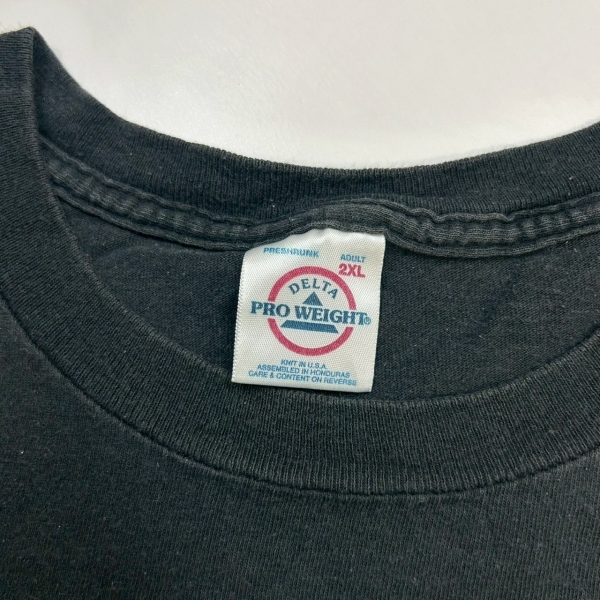 PRESHRUNK ADULT
2XL
DELTA
PRO WEIGHT®
KNIT IN U.S.A.
ASSEMBLED IN HONDURAS
CARE & CONTENT ON REVERSE